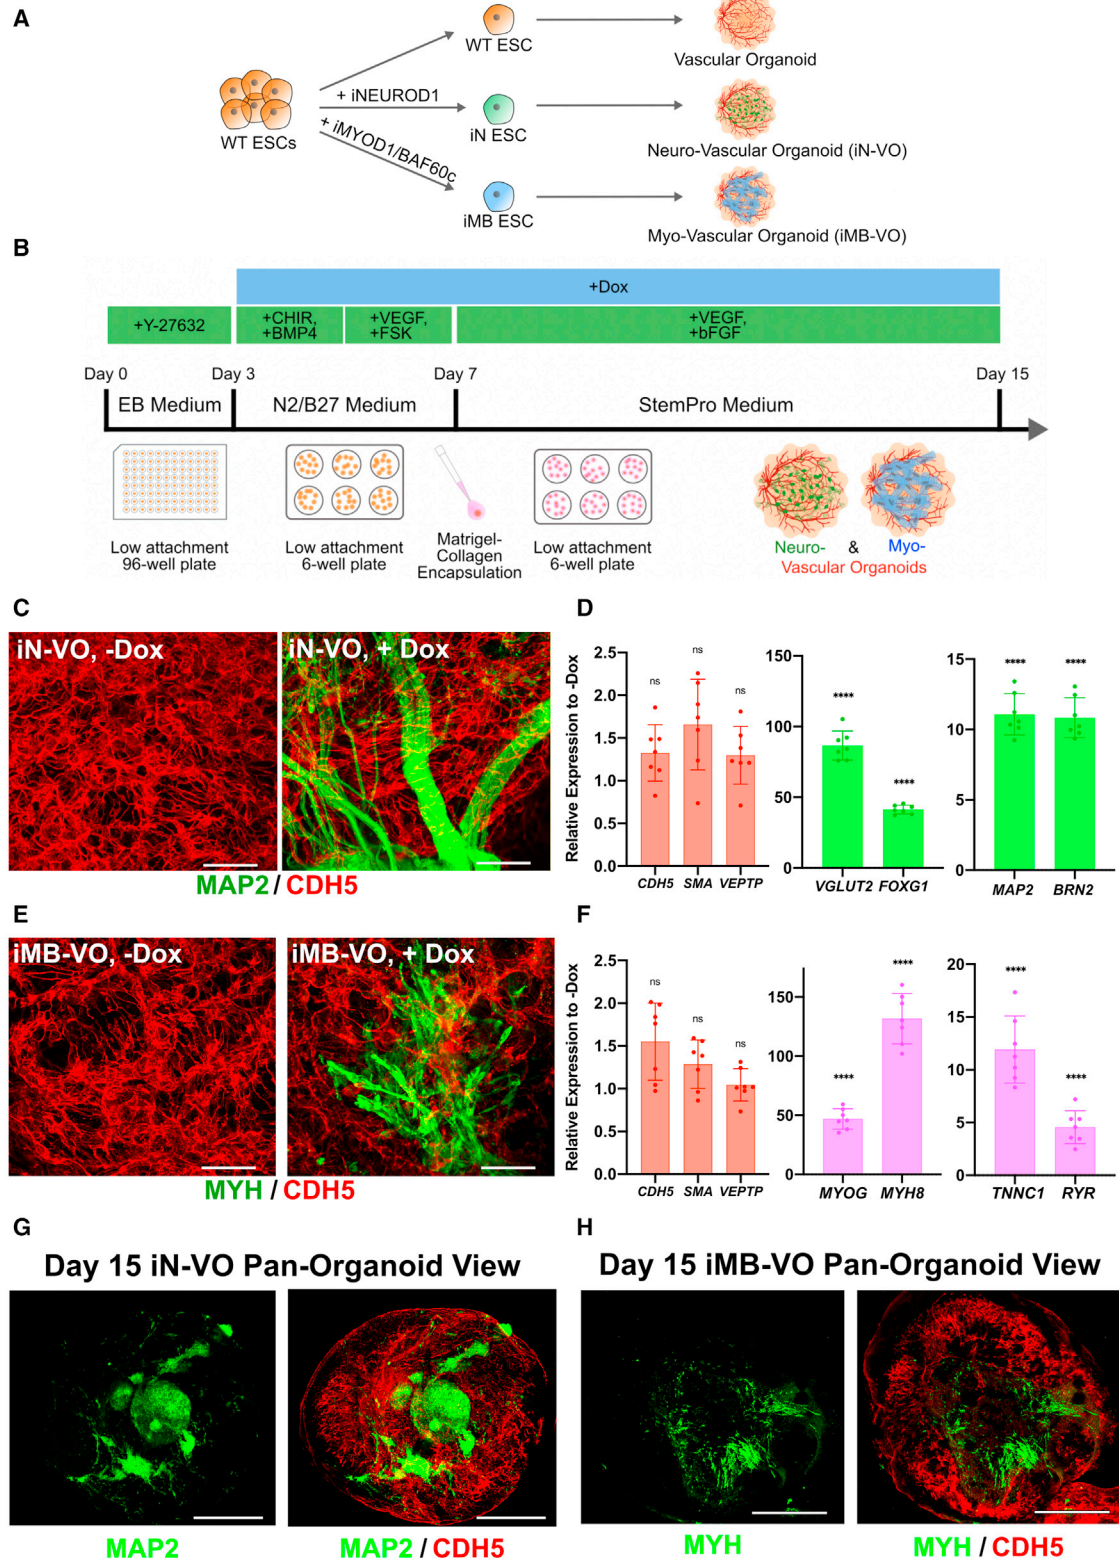 A
WT ESCs
+ iNEUROD1
+ iMYOD1/BAF60c
WT ESC
iN ESC
iMB ESC
Vascular Organoid
Neuro-Vascular Organoid (iN-VO)
Myo-Vascular Organoid (iMB-VO)
B
+Dox
+Y-27632
+CHIR,
+BMP4
+VEGF,
+FSK
+VEGF,
+bFGF
Day 0
Day 3
Day 7
Day 15
EB Medium
N2/B27 Medium
StemPro Medium
Low attachment
96-well plate
Low attachment
6-well plate
Matrigel-
Collagen
Encapsulation
Low attachment
6-well plate
Neuro- & Myo-
Vascular Organoids
C
iN-VO, -Dox
iN-VO, + Dox
MAP2 / CDH5
D
Relative Expression to -Dox
2.5
2.0
1.5
1.0
0.5
0.0
ns
ns
ns
CDH5 SMA VEPTP
150
100
50
0
****
****
VGLUT2 FOXG1
15
10
5
0
****
****
MAP2 BRN2
E
iMB-VO, -Dox
iMB-VO, + Dox
MYH / CDH5
F
Relative Expression to -Dox
2.5
2.0
1.5
1.0
0.5
0.0
ns
ns
ns
CDH5 SMA VEPTP
150
100
50
0
****
****
MYOG MYH8
20
15
10
5
0
****
****
TNNC1 RYR
G
Day 15 iN-VO Pan-Organoid View
MAP2
MAP2 / CDH5
H
Day 15 iMB-VO Pan-Organoid View
MYH
MYH / CDH5